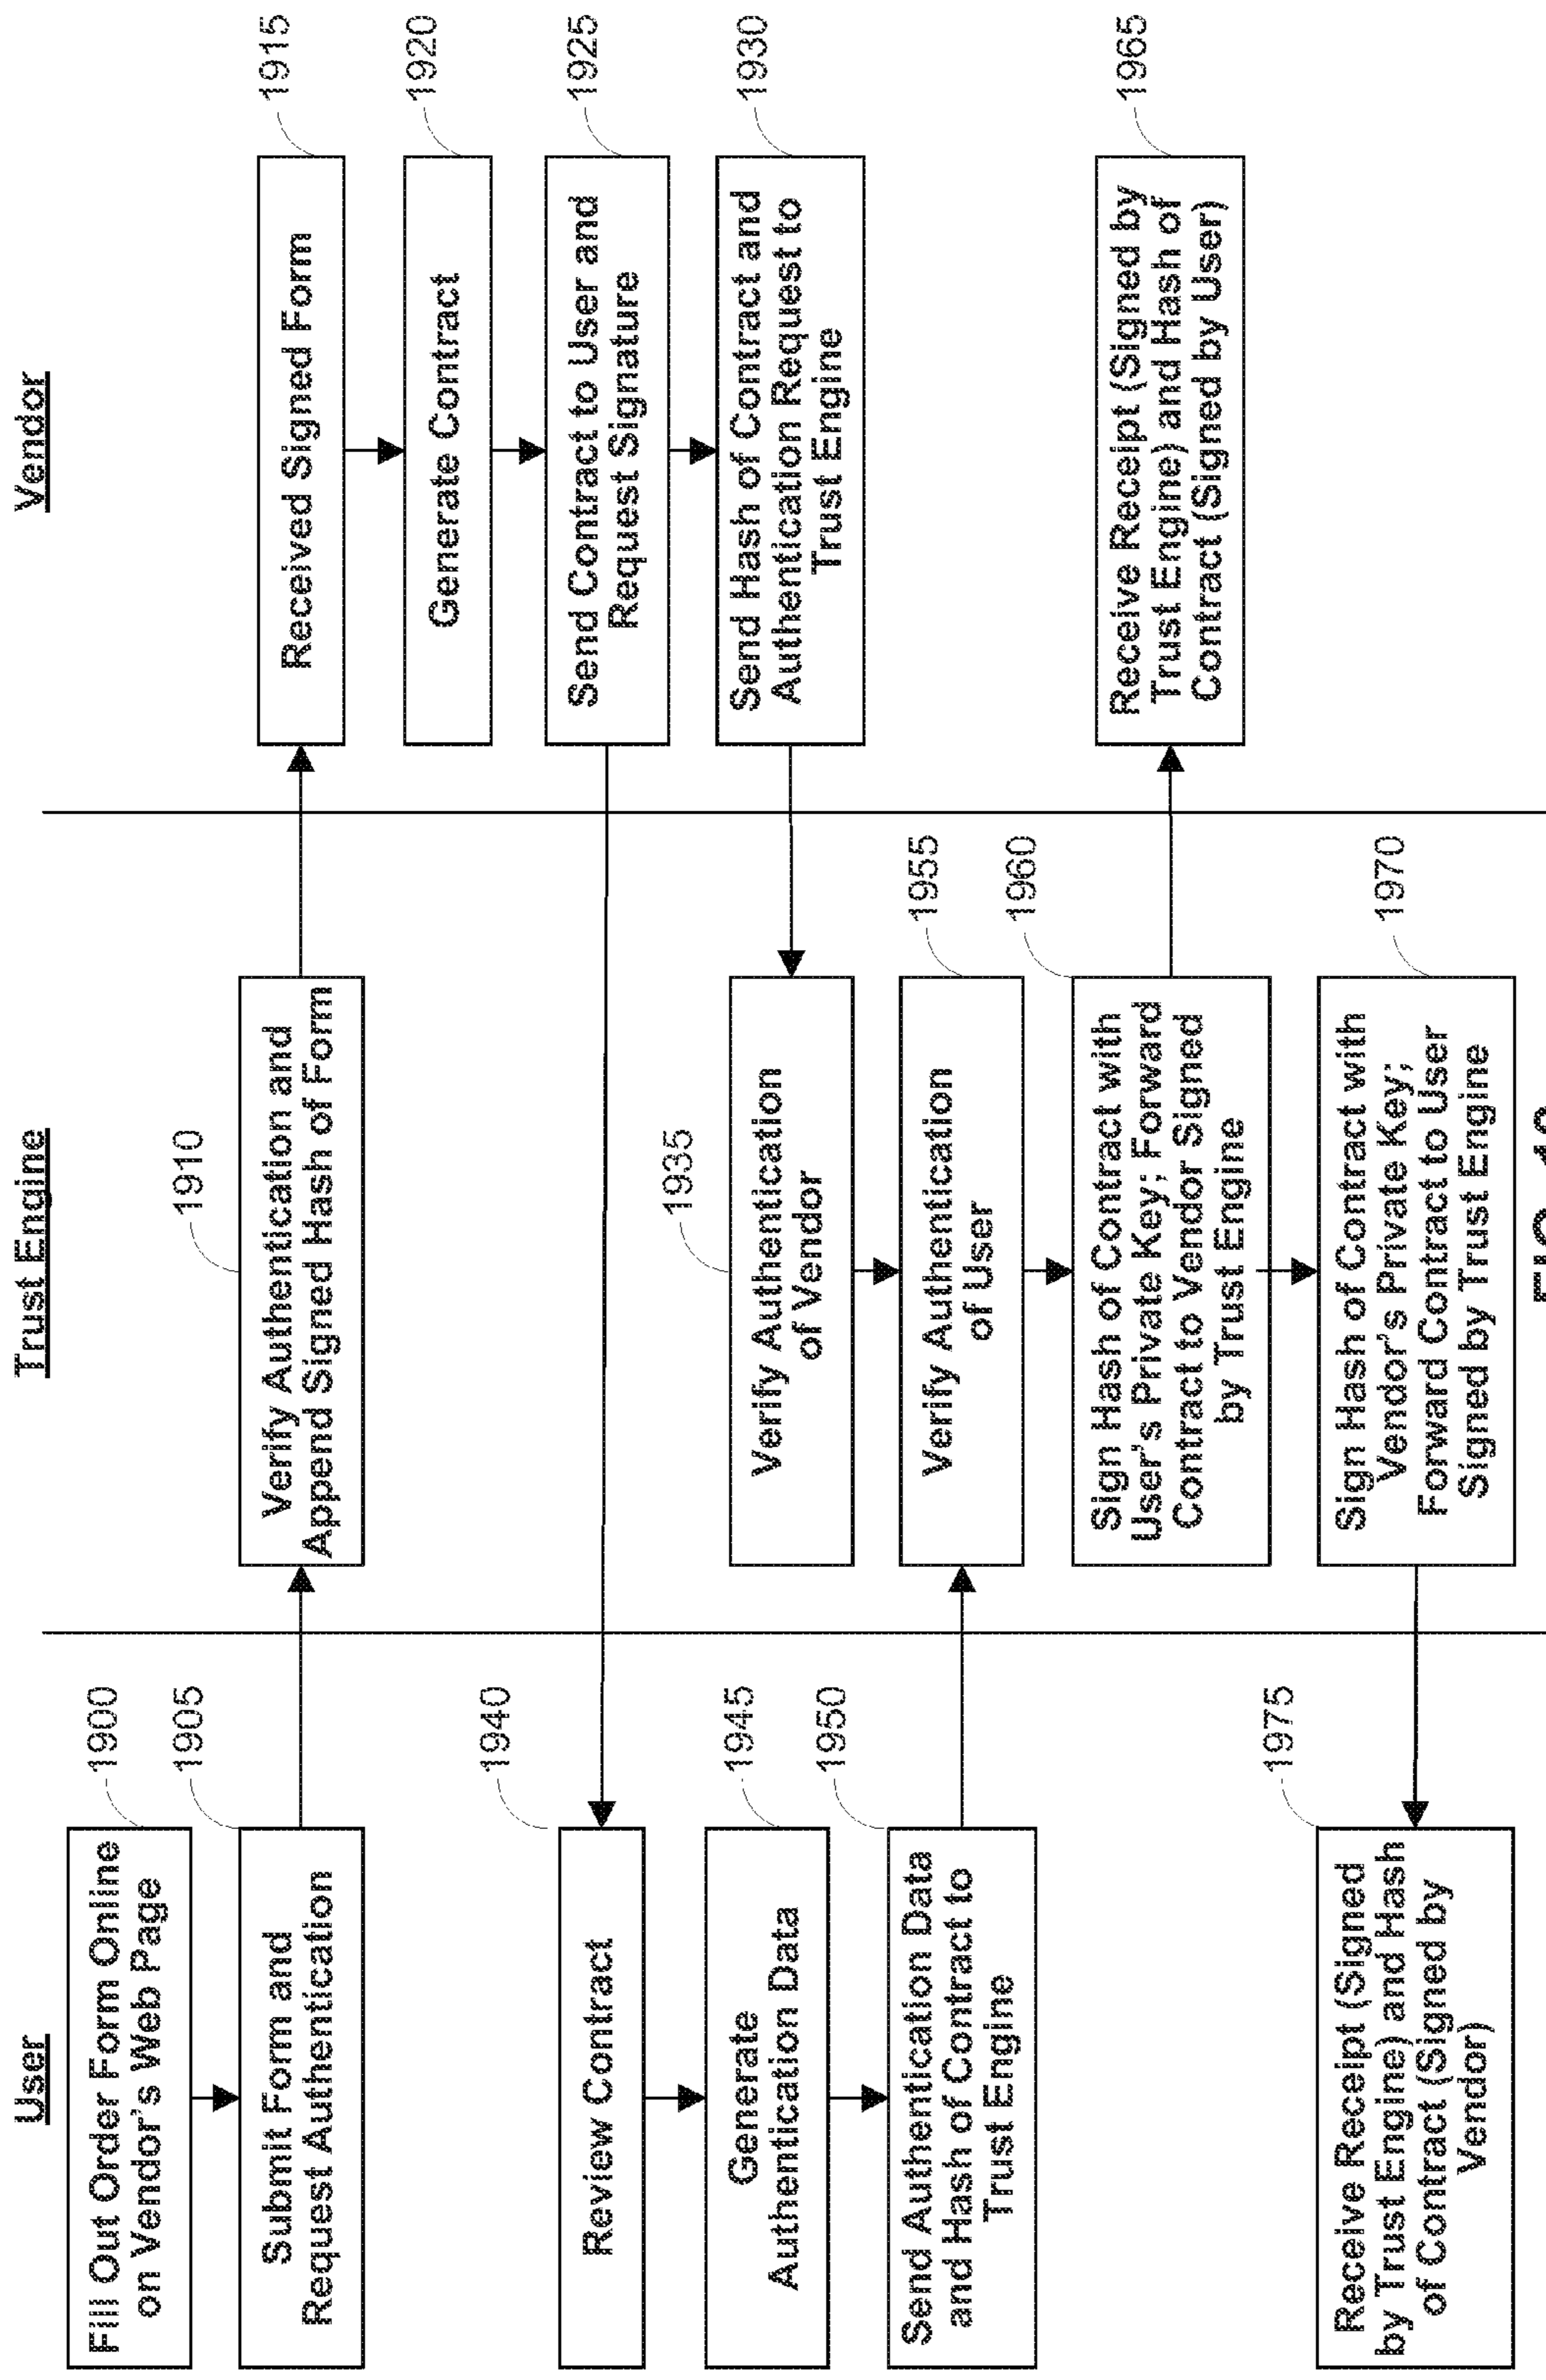 User
Trust Engine
Vendor
1900
Fill Out Order Form Online
on Vendor's Web Page
1905
Submit Form and
Request Authentication
1910
Verify Authentication and
Append Signed Hash of Form
1915
Received Signed Form
1920
Generate Contract
1925
Send Contract to User and
Request Signature
1930
Send Hash of Contract and
Authentication Request to
Trust Engine
1935
Verify Authentication
of Vendor
1940
Review Contract
1945
Generate
Authentication Data
1950
Send Authentication Data
and Hash of Contract to
Trust Engine
1955
Verify Authentication
of User
1960
Sign Hash of Contract with
User's Private Key; Forward
Contract to Vendor Signed
by Trust Engine
1965
Receive Receipt (Signed by
Trust Engine) and Hash of
Contract (Signed by User)
1970
Sign Hash of Contract with
Vendor's Private Key;
Forward Contract to User
Signed by Trust Engine
1975
Receive Receipt (Signed
by Trust Engine) and Hash
of Contract (Signed by
Vendor)